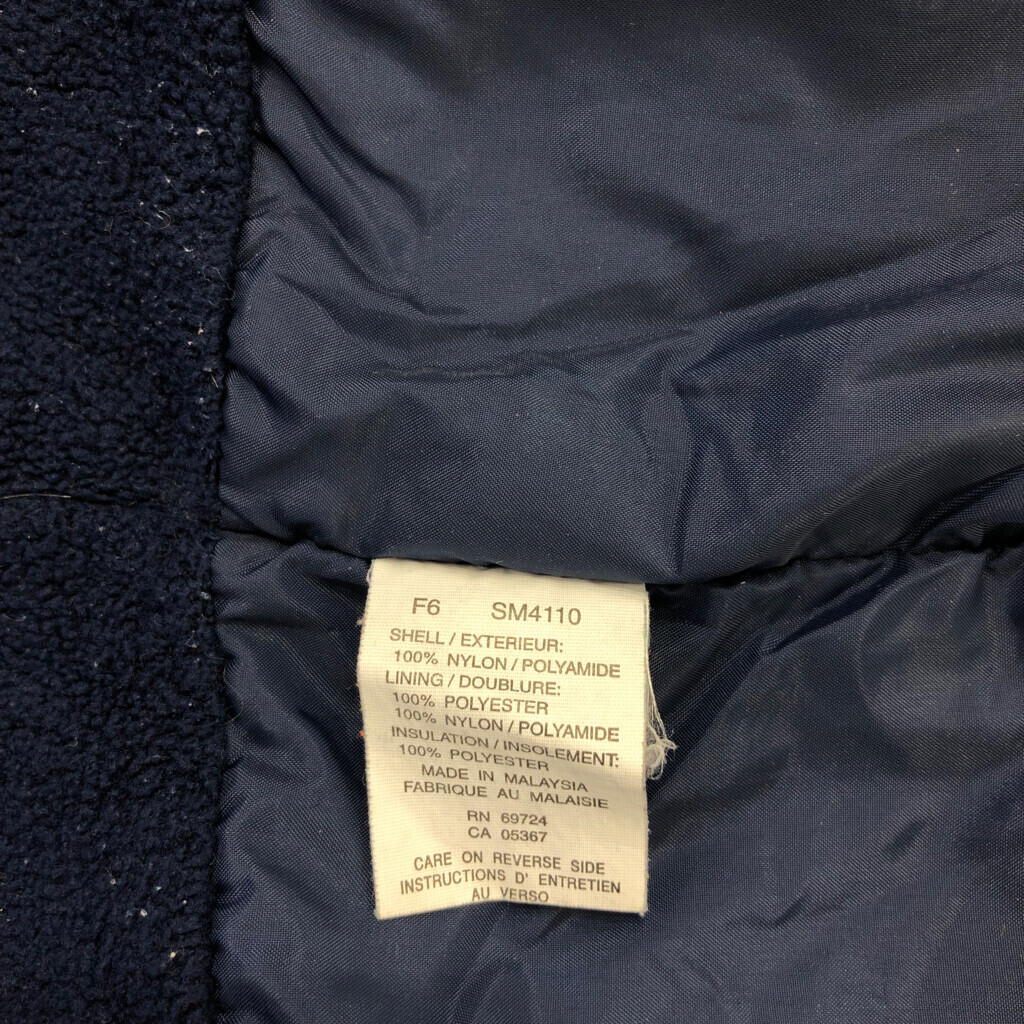 F6 SM4110
SHELL / EXTERIEUR:
100% NYLON / POLYAMIDE
LINING / DOUBLURE:
100% POLYESTER
100% NYLON / POLYAMIDE
INSULATION / INSOLEMENT:
100% POLYESTER
MADE IN MALAYSIA
FABRIQUE AU MALAISIE
RN 69724
CA 05367
CARE ON REVERSE SIDE
INSTRUCTIONS D' ENTRETIEN
AU VERSO